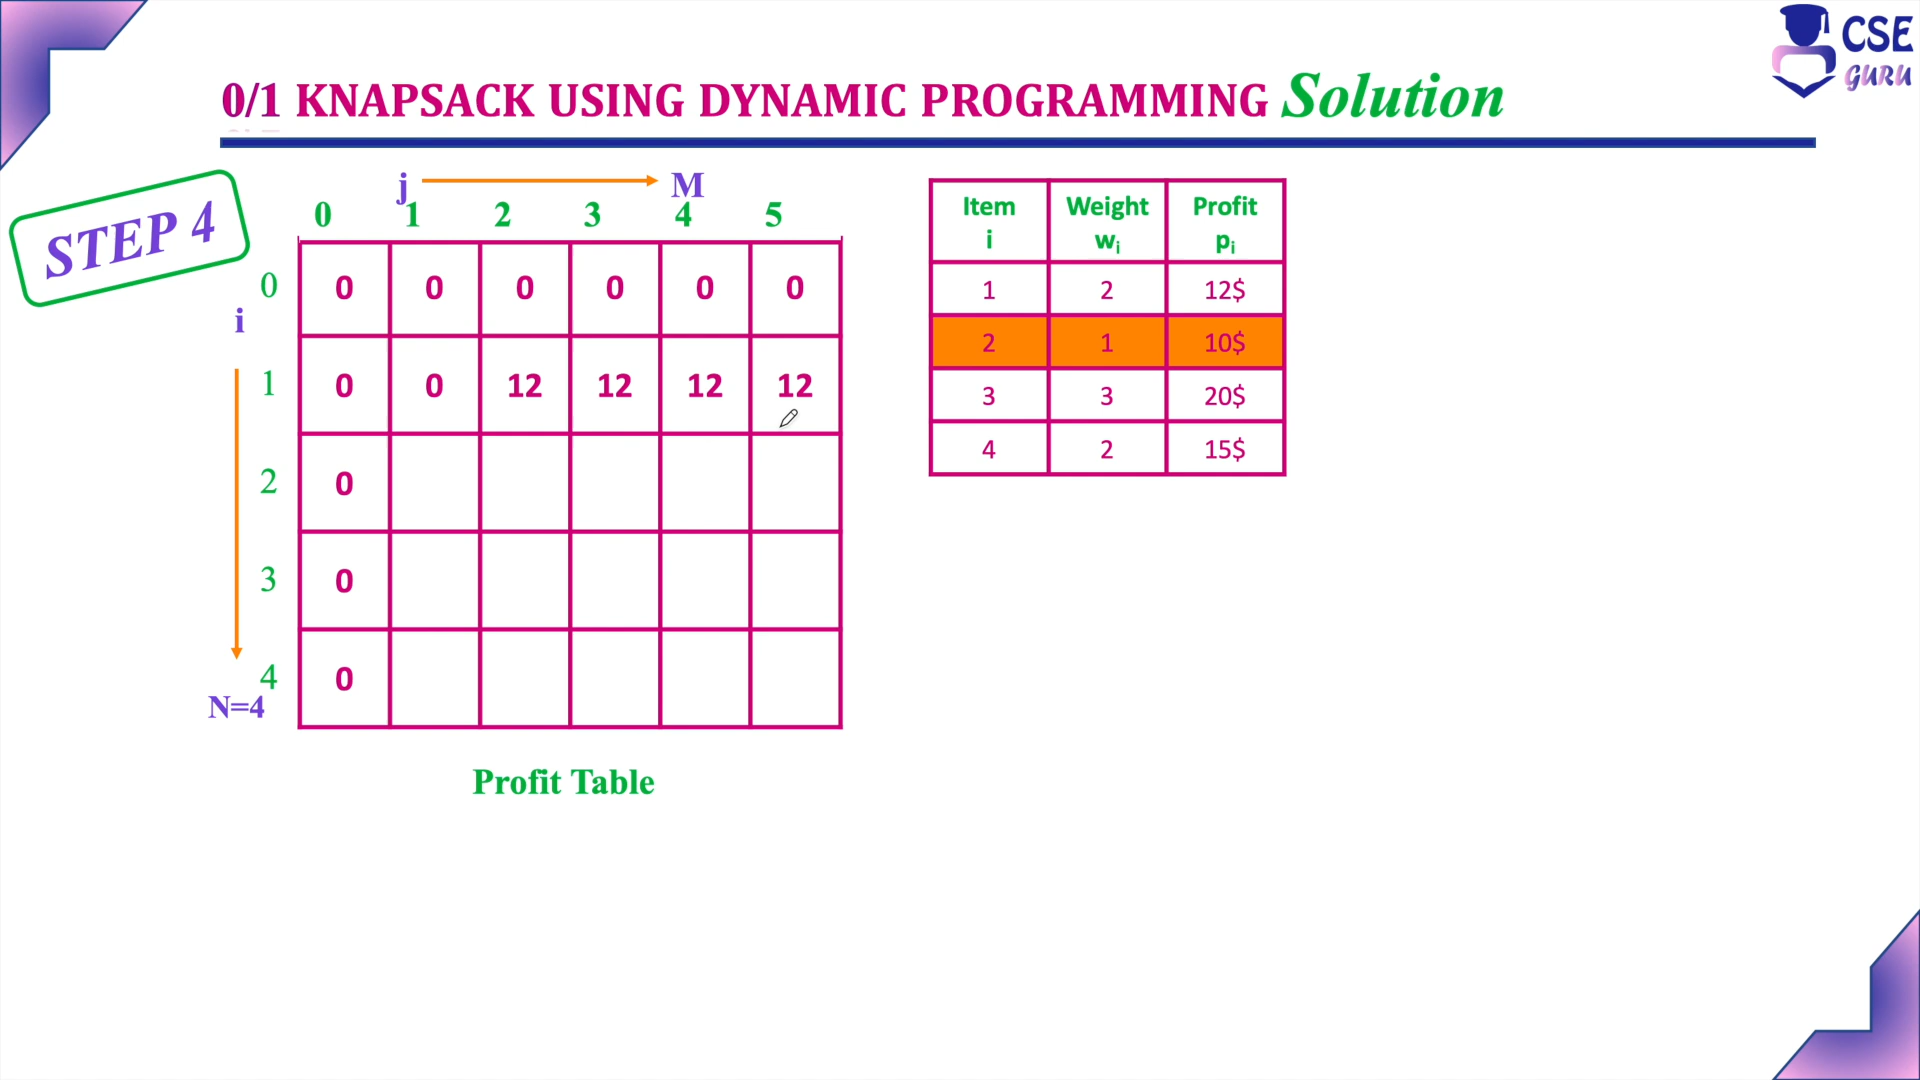 CSE
GURU
0/1 KNAPSACK USING DYNAMIC PROGRAMMING Solution
STEP 4
j M
0 1 2 3 4 5
0 0 0 0 0 0 0
i
1 0 0 12 12 12 12
2 0
3 0
4 0
N=4
Profit Table
Item Weight Profit
i wi pi
1 2 12$
2 1 10$
3 3 20$
4 2 15$